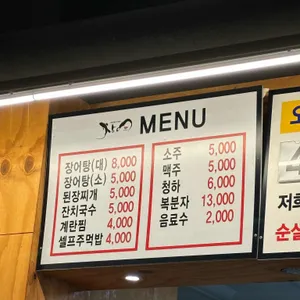 MENU
장어탕(대) 8,000
장어탕(소) 5,000
된장찌개 5,000
잔치국수 5,000
계란찜 4,000
셀프주먹밥 4,000
소주 5,000
맥주 5,000
청하 6,000
복분자 13,000
음료수 2,000
저희
순살